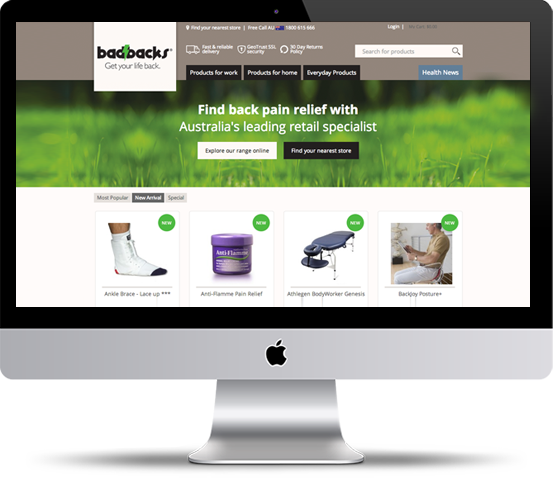 Find your nearest store | Free Call AU 1800 615 666
Login |
badbacks®
Get your life back.
Fast & reliable delivery
GeoTrust SSL security
30 Day Returns Policy
Search for products
Products for work
Products for home
Everyday Products
Health News
Find back pain relief with
Australia's leading retail specialist
Explore our range online
Find your nearest store
Most Popular
New Arrival
Special
NEW
NEW
NEW
NEW
Anti-Flamme
Ankle Brace - Lace up ***
Anti-Flamme Pain Relief
Athlegen BodyWorker Genesis
Backjoy Posture+